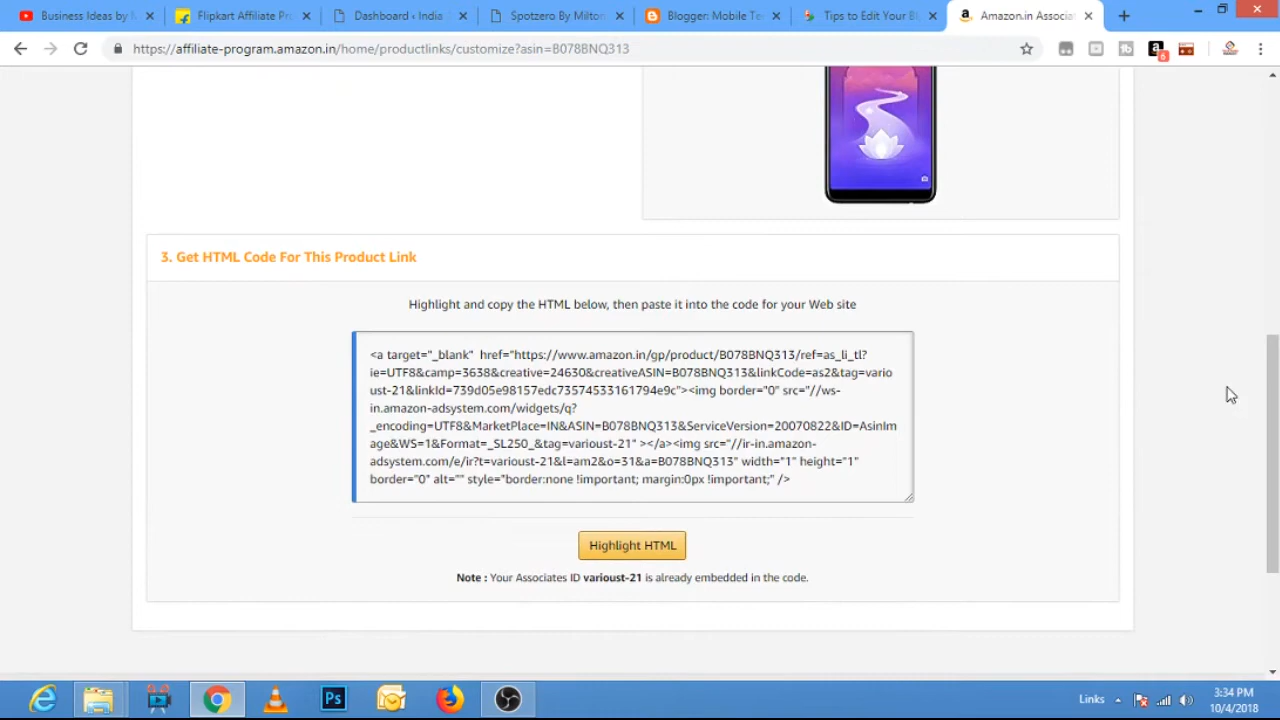 Business Ideas by M
Flipkart Affiliate Pro
Dashboard ‹ India
Spotzero By Milton
Blogger: Mobile Te
Tips to Edit Your Bl
Amazon.in Associa
https://affiliate-program.amazon.in/home/productlinks/customize?asin=B078BNQ313
3. Get HTML Code For This Product Link
Highlight and copy the HTML below, then paste it into the code for your Web site
<a target="_blank"  href="https://www.amazon.in/gp/product/B078BNQ313/ref=as_li_tl?
ie=UTF8&camp=3638&creative=24630&creativeASIN=B078BNQ313&linkCode=as2&tag=vario
oust-21&linkId=739d05e98157edc73574533161794e9c"><img border="0" src="//ws-
in.amazon-adsystem.com/widgets/q?
_encoding=UTF8&MarketPlace=IN&ASIN=B078BNQ313&ServiceVersion=20070822&ID=AsinIm
age&WS=1&Format=_SL250_&tag=varioust-21" ></a><img src="//ir-in.amazon-
adsystem.com/e/ir?t=varioust-21&l=am2&o=31&a=B078BNQ313" width="1" height="1"
border="0" alt="" style="border:none !important; margin:0px !important;" />
Highlight HTML
Note : Your Associates ID varioust-21 is already embedded in the code.
Ps
Links
3:34 PM
10/4/2018